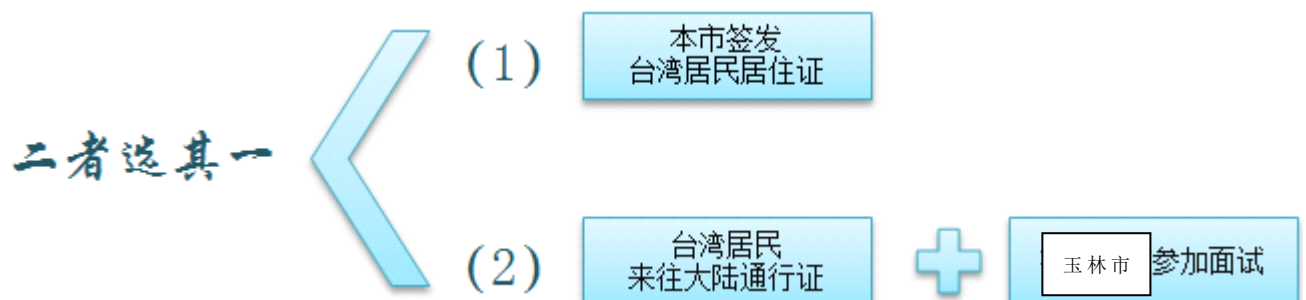 二者选其一
(1)
本市签发
台湾居民居住证
(2)
台湾居民
来往大陆通行证
玉林市 参加面试